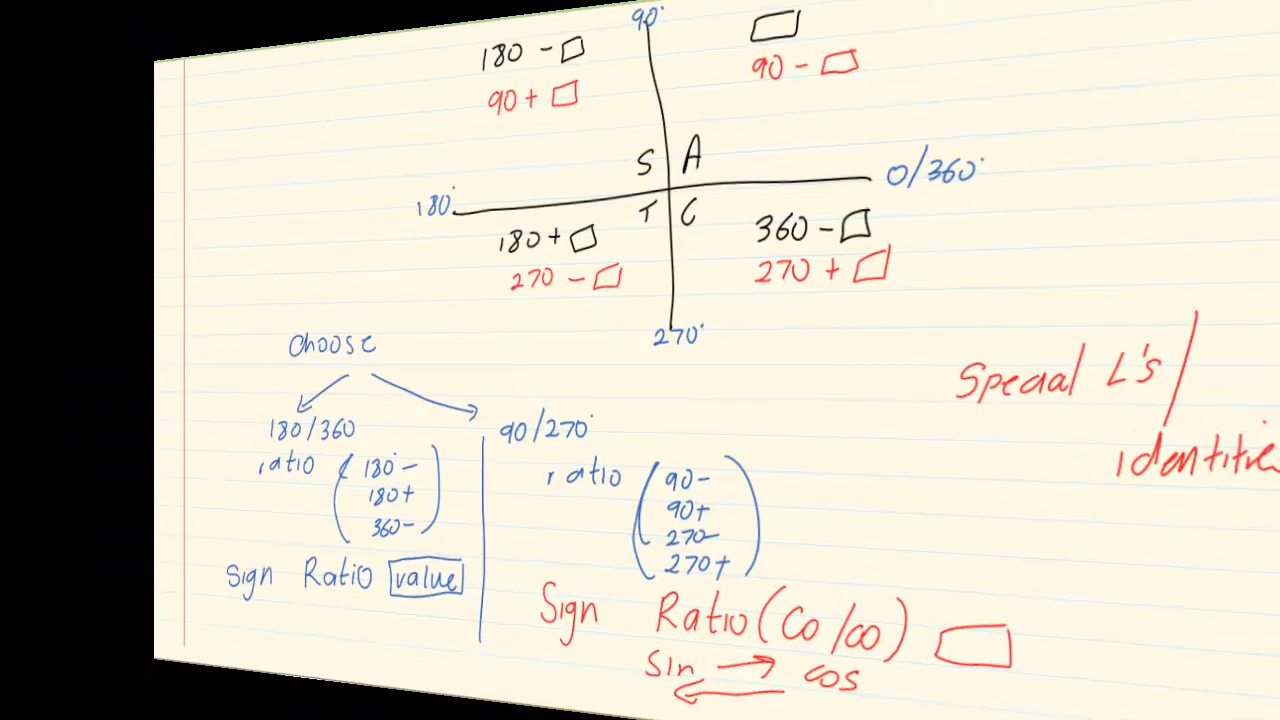 90°
180 - □
90 + □
□
90 - □
S A
0/360°
180°
T C
180 + □
270 - □
360 - □
270 + □
270°
Choose
180/360
ratio ( 180° -
180+
360- )
Sign Ratio value
90/270°
ratio ( 90-
90+
270-
270+ )
Sign Ratio (Co/co) □
sin → cos
←
Special L's /
identitie